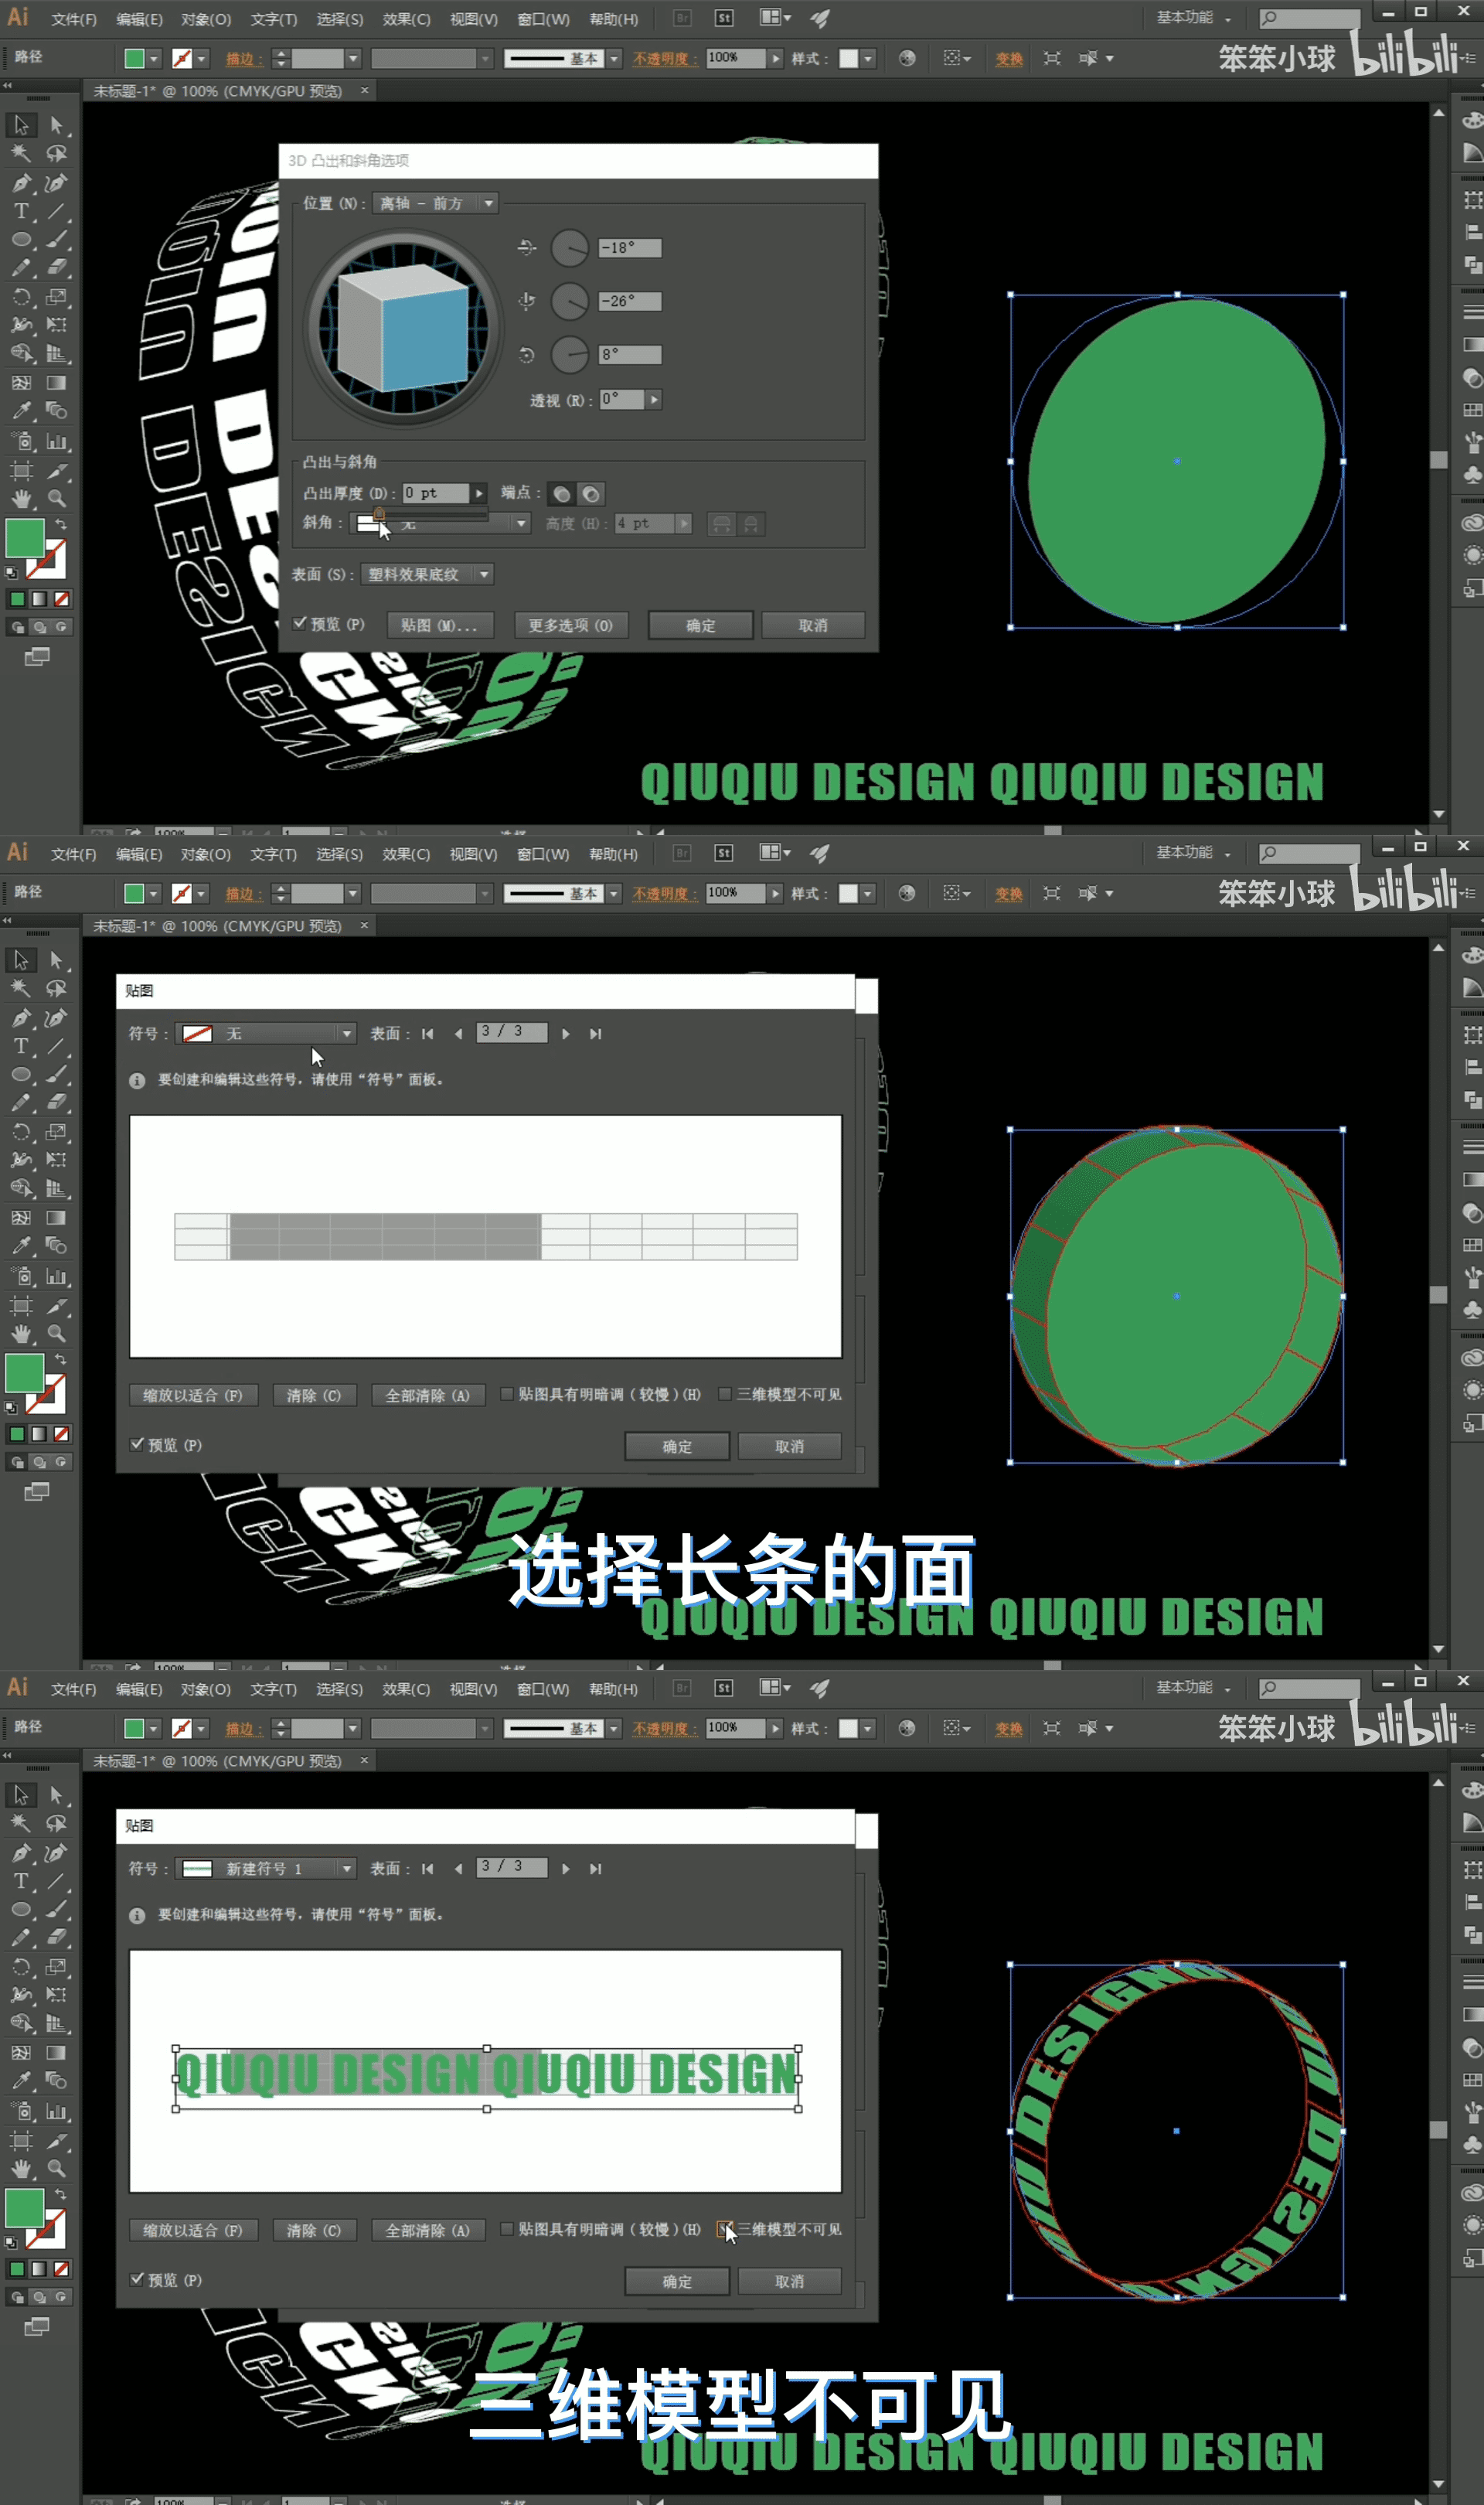 Ai 文件(F) 编辑(E) 对象(O) 文字(T) 选择(S) 效果(C) 视图(V) 窗口(W) 帮助(H) Br St 基本功能
路径 描边： 基本 不透明度： 100% 样式： 变换 笨笨小球 bilibili
未标题-1* @ 100% (CMYK/GPU 预览) ×
3D 凸出和斜角选项
位置 (N)： 离轴 - 前方
-18°
-26°
8°
透视 (R)： 0°
凸出与斜角
凸出厚度 (D)： 0 pt 端点：
斜角： 无 高度 (H)： 4 pt
表面 (S)： 塑料效果底纹
预览 (P) 贴图 (M)... 更多选项 (O) 确定 取消
QIUQIU DESIGN QIUQIU DESIGN
Ai 文件(F) 编辑(E) 对象(O) 文字(T) 选择(S) 效果(C) 视图(V) 窗口(W) 帮助(H) Br St 基本功能
路径 描边： 基本 不透明度： 100% 样式： 变换 笨笨小球 bilibili
未标题-1* @ 100% (CMYK/GPU 预览) ×
贴图
符号： 无 表面： 3 / 3
要创建和编辑这些符号，请使用“符号”面板。
缩放以适合 (F) 清除 (C) 全部清除 (A) 贴图具有明暗调（较慢）(H) 三维模型不可见
预览 (P) 确定 取消
选择长条的面
QIUQIU DESIGN QIUQIU DESIGN
Ai 文件(F) 编辑(E) 对象(O) 文字(T) 选择(S) 效果(C) 视图(V) 窗口(W) 帮助(H) Br St 基本功能
路径 描边： 基本 不透明度： 100% 样式： 变换 笨笨小球 bilibili
未标题-1* @ 100% (CMYK/GPU 预览) ×
贴图
符号： 新建符号 1 表面： 3 / 3
要创建和编辑这些符号，请使用“符号”面板。
QIUQIU DESIGN QIUQIU DESIGN
缩放以适合 (F) 清除 (C) 全部清除 (A) 贴图具有明暗调（较慢）(H) 三维模型不可见
预览 (P) 确定 取消
三维模型不可见
QIUQIU DESIGN QIUQIU DESIGN